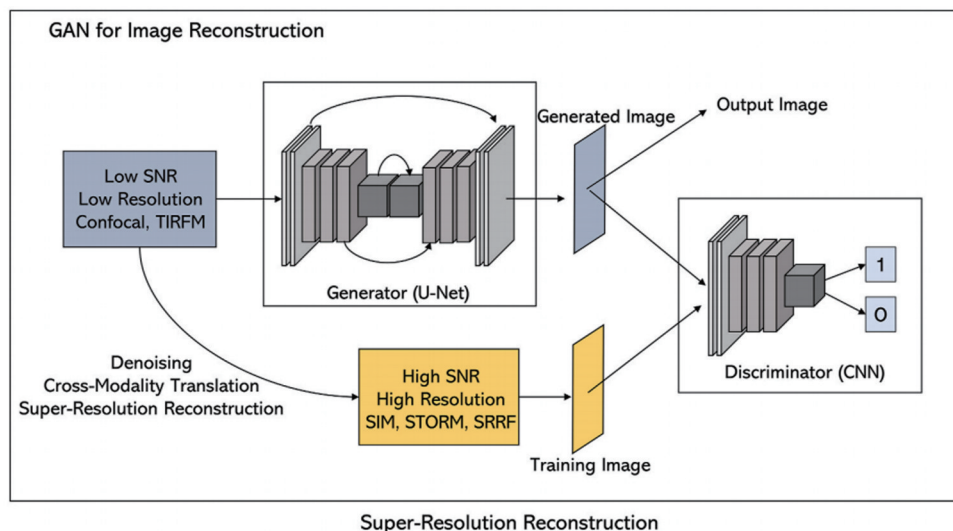 GAN for Image Reconstruction
Low SNR
Low Resolution
Confocal, TIRFM
Generator (U-Net)
Generated Image
Output Image
1
0
Discriminator (CNN)
Denoising
Cross-Modality Translation
Super-Resolution Reconstruction
High SNR
High Resolution
SIM, STORM, SRRF
Training Image
Super-Resolution Reconstruction